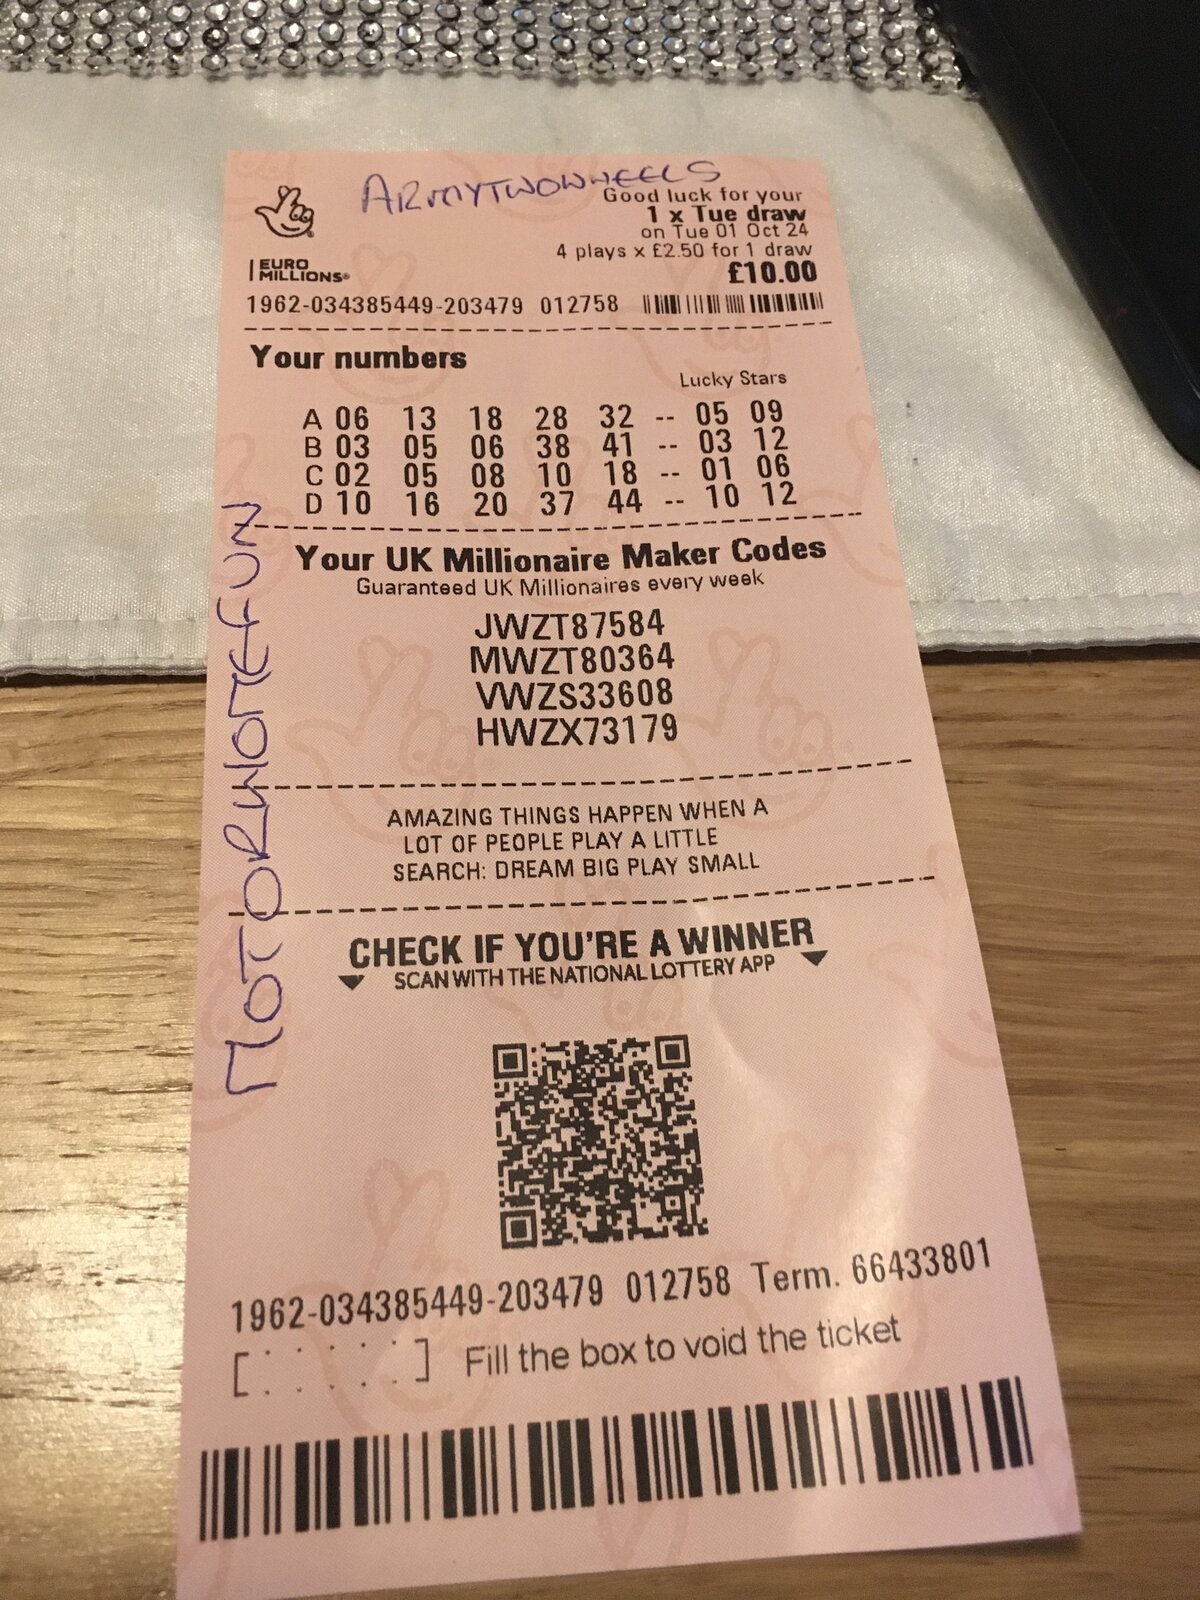 ARMYTWOWHEELS
Good luck for your
1 x Tue draw
on Tue 01 Oct 24
4 plays x £2.50 for 1 draw
£10.00
EURO
MILLIONS®
1962-034385449-203479 012758
Your numbers
Lucky Stars
A 06 13 18 28 32 -- 05 09
B 03 05 06 38 41 -- 03 12
C 02 05 08 10 18 -- 01 06
D 10 16 20 37 44 -- 10 12
Your UK Millionaire Maker Codes
Guaranteed UK Millionaires every week
JWZT87584
MWZT80364
VWZS33608
HWZX73179
MOTORHOMEFUN
AMAZING THINGS HAPPEN WHEN A
LOT OF PEOPLE PLAY A LITTLE
SEARCH: DREAM BIG PLAY SMALL
CHECK IF YOU'RE A WINNER
SCAN WITH THE NATIONAL LOTTERY APP
1962-034385449-203479 012758 Term. 66433801
Fill the box to void the ticket